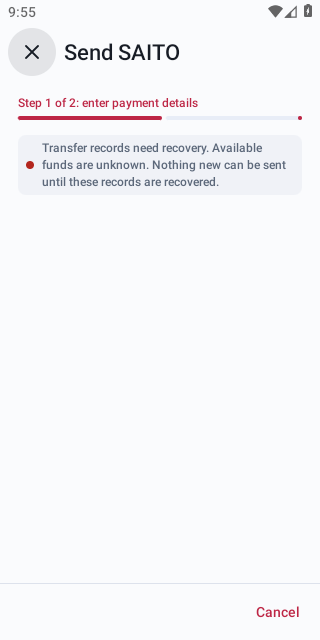 9:55
Send SAITO
Step 1 of 2: enter payment details
Transfer records need recovery. Available
funds are unknown. Nothing new can be sent
until these records are recovered.
Cancel